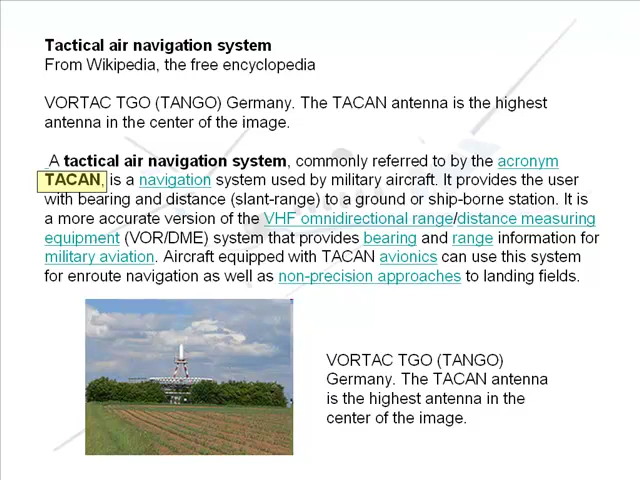 Tactical air navigation system
From Wikipedia, the free encyclopedia
VORTAC TGO (TANGO) Germany. The TACAN antenna is the highest
antenna in the center of the image.
A tactical air navigation system, commonly referred to by the acronym
TACAN, is a navigation system used by military aircraft. It provides the user
with bearing and distance (slant-range) to a ground or ship-borne station. It is
a more accurate version of the VHF omnidirectional range/distance measuring
equipment (VOR/DME) system that provides bearing and range information for
military aviation. Aircraft equipped with TACAN avionics can use this system
for enroute navigation as well as non-precision approaches to landing fields.
VORTAC TGO (TANGO)
Germany. The TACAN antenna
is the highest antenna in the
center of the image.